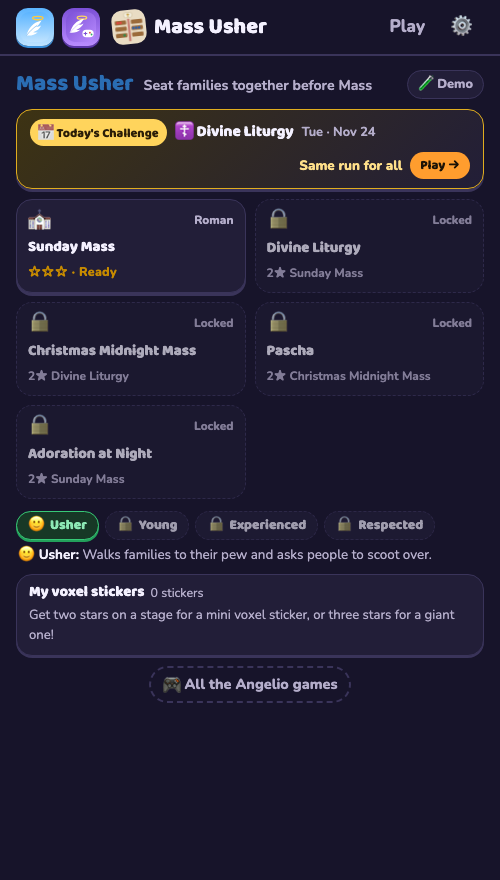 Mass Usher Play
Mass Usher Seat families together before Mass Demo
Today's Challenge Divine Liturgy Tue · Nov 24
Same run for all Play →
Roman
Sunday Mass
☆☆☆ · Ready
Locked
Divine Liturgy
2★ Sunday Mass
Locked
Christmas Midnight Mass
2★ Divine Liturgy
Locked
Pascha
2★ Christmas Midnight Mass
Locked
Adoration at Night
2★ Sunday Mass
Usher Young Experienced Respected
Usher: Walks families to their pew and asks people to scoot over.
My voxel stickers 0 stickers
Get two stars on a stage for a mini voxel sticker, or three stars for a giant
one!
All the Angelio games